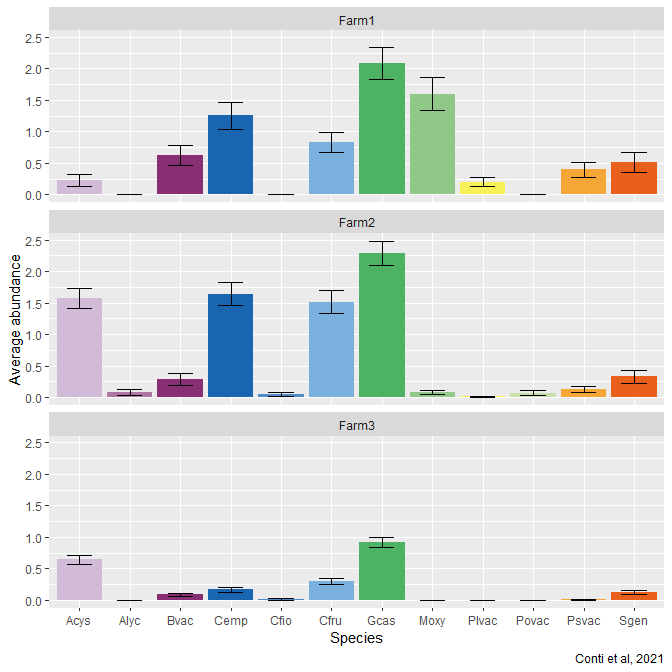 Farm1
2.5
2.0
1.5
1.0
0.5
0.0
Farm2
2.5
2.0
1.5
1.0
0.5
0.0
Average abundance
Farm3
2.5
2.0
1.5
1.0
0.5
0.0
Acys Alyc Bvac Cemp Cfio Cfru Gcas Moxy Plvac Povac Psvac Sgen
Species
Conti et al, 2021